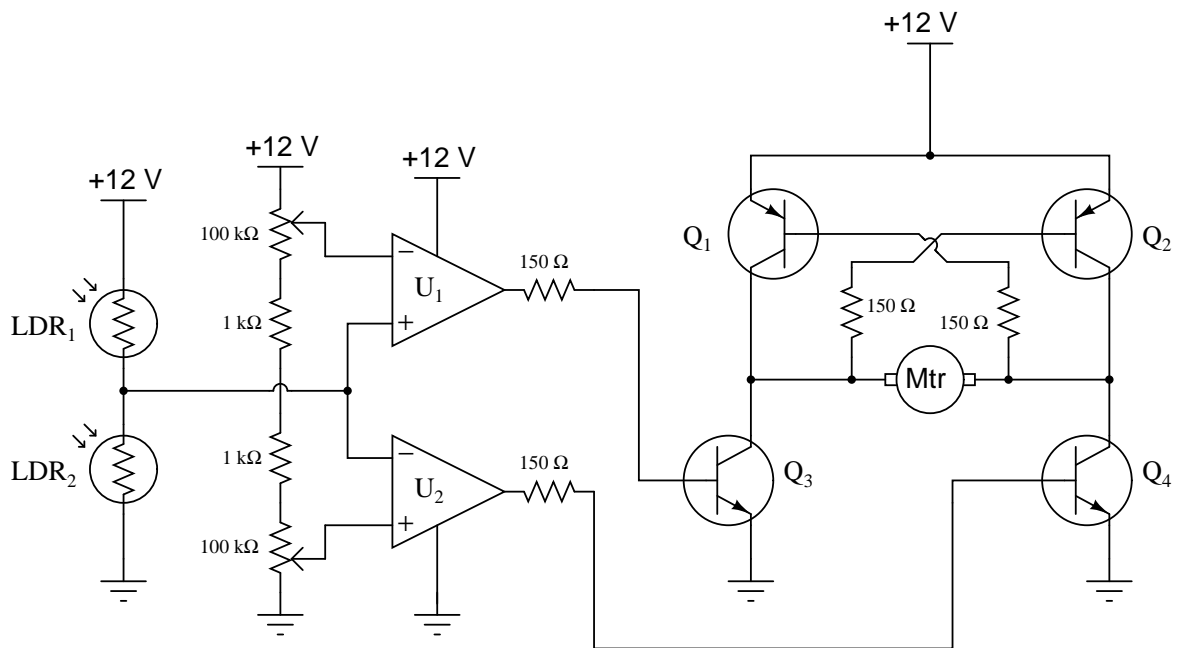 +12 V
+12 V
+12 V
+12 V
100 kΩ
Q₁
Q₂
−
U₁
+
150 Ω
LDR₁
1 kΩ
150 Ω
150 Ω
Mtr
LDR₂
1 kΩ
−
U₂
+
150 Ω
Q₃
Q₄
100 kΩ